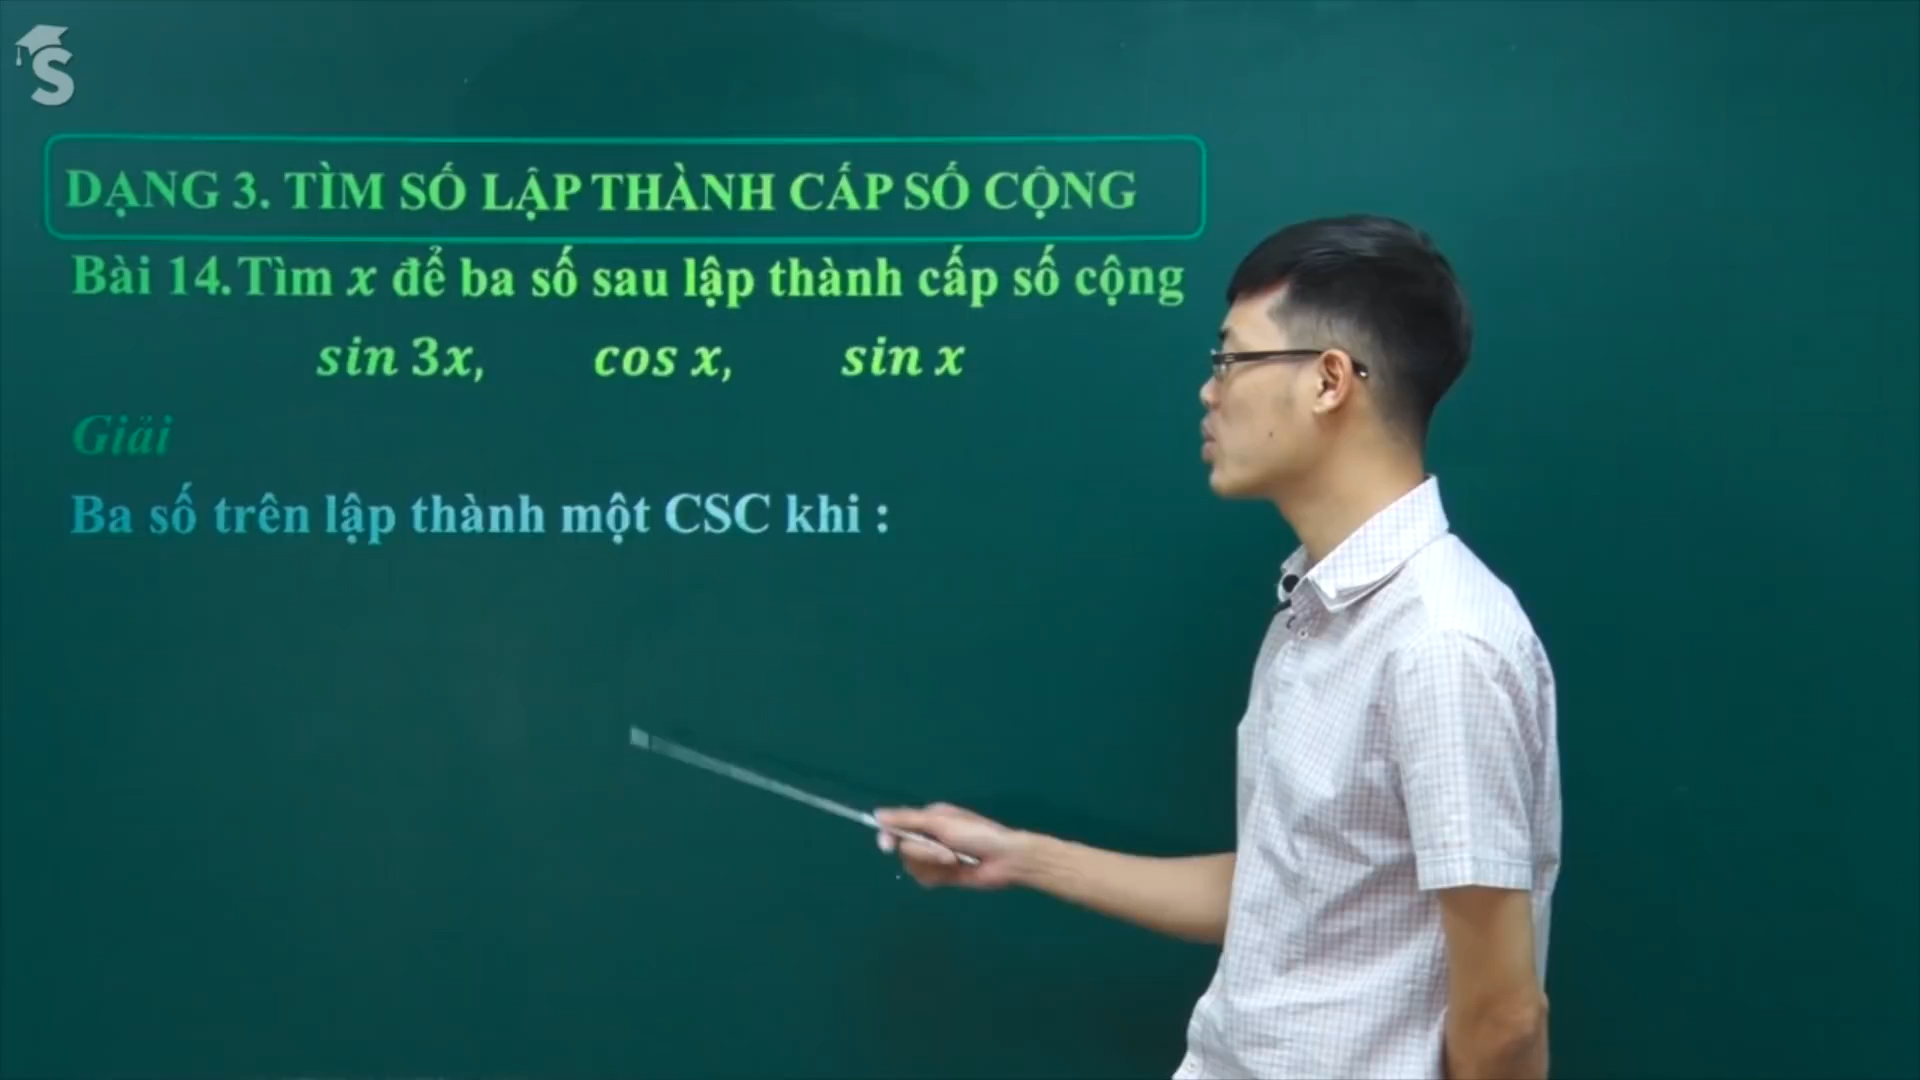 S
DẠNG 3. TÌM SỐ LẬP THÀNH CẤP SỐ CỘNG
Bài 14. Tìm x để ba số sau lập thành cấp số cộng
sin 3x, cos x, sin x
Giải
Ba số trên lập thành một CSC khi :